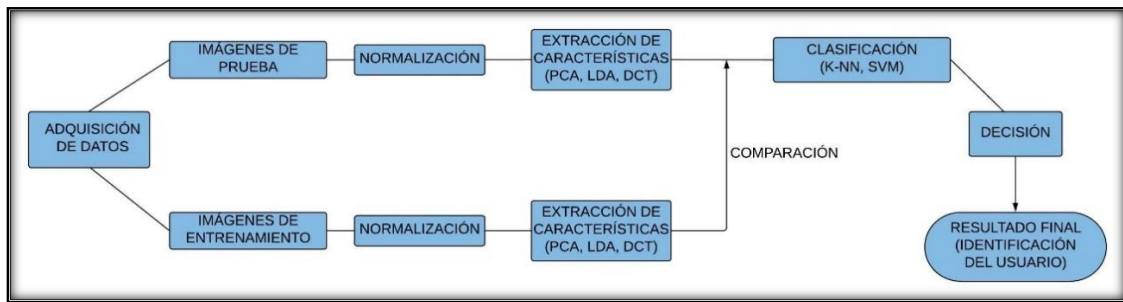 IMÁGENES DE
PRUEBA
NORMALIZACIÓN
EXTRACCIÓN DE
CARACTERÍSTICAS
(PCA, LDA, DCT)
CLASIFICACIÓN
(K-NN, SVM)
ADQUISICIÓN
DE DATOS
DECISIÓN
COMPARACIÓN
IMÁGENES DE
ENTRENAMIENTO
NORMALIZACIÓN
EXTRACCIÓN DE
CARACTERÍSTICAS
(PCA, LDA, DCT)
RESULTADO FINAL
(IDENTIFICACIÓN
DEL USUARIO)